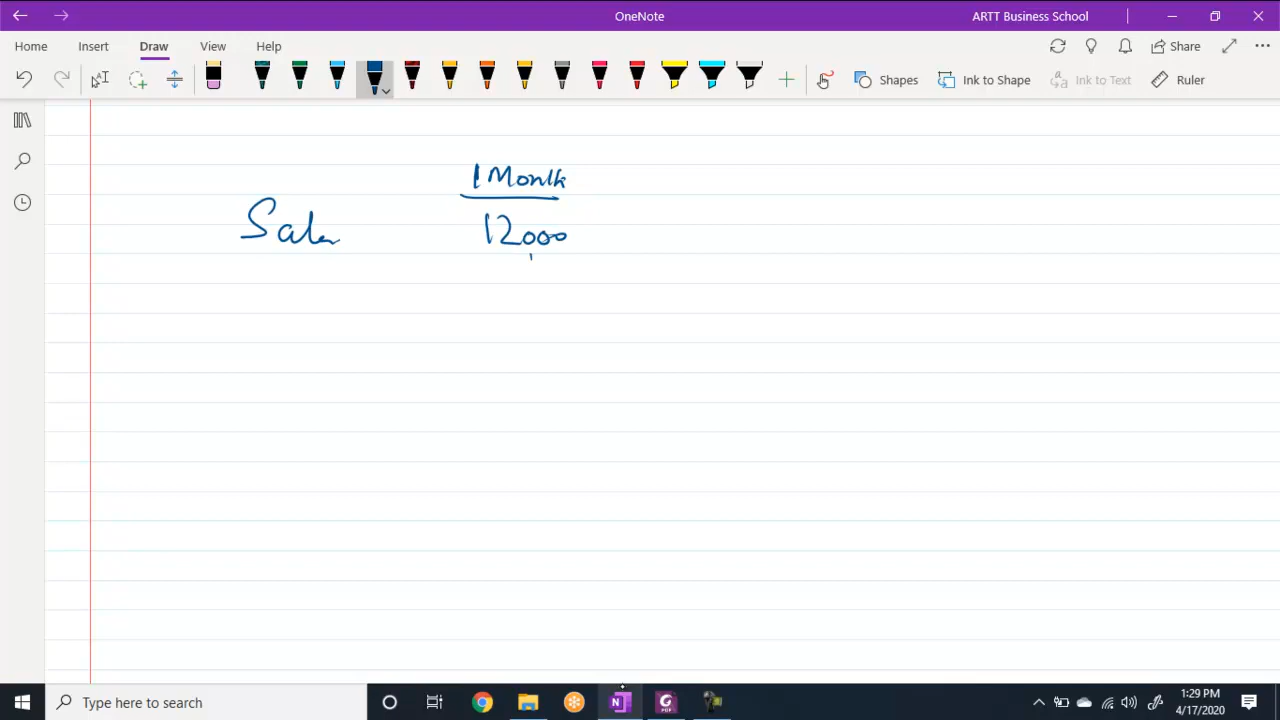 OneNote
ARTT Business School
Home Insert Draw View Help
Share
Shapes
Ink to Shape
Ink to Text
Ruler
1 Month
Sales 12000
Type here to search
1:29 PM
4/17/2020